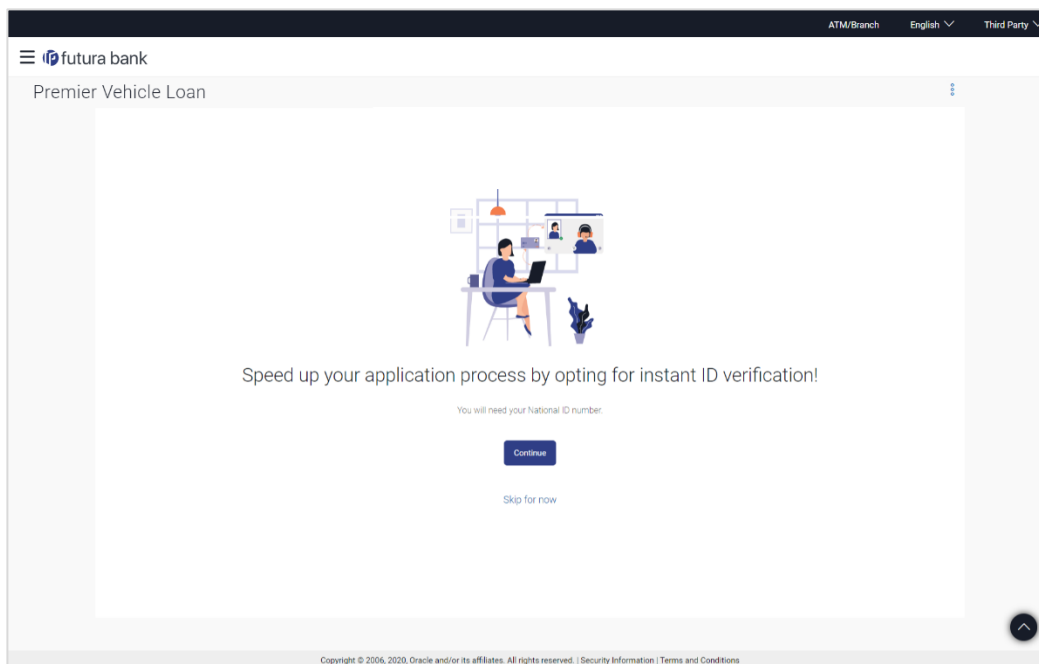 ATM/Branch English Third Party
futura bank
Premier Vehicle Loan
Speed up your application process by opting for instant ID verification!
You will need your National ID number.
Continue
Skip for now
Copyright © 2006, 2020, Oracle and/or its affiliates. All rights reserved. | Security Information | Terms and Conditions